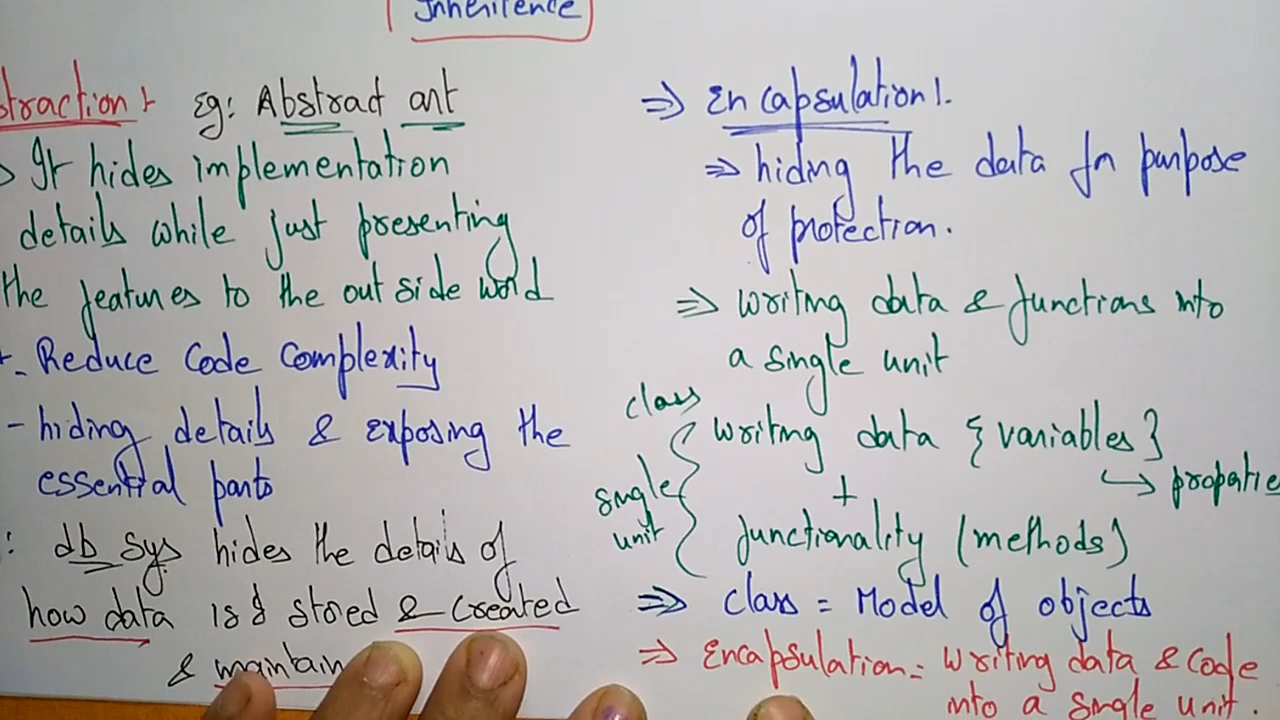 Inheritence
straction :- Eg: Abstract art
> It hides implementation
details while just presenting
the features to the out side world
- Reduce code complexity
- hiding details & exposing the
essential parts
: db sys hides the details of
how data is stored & created
& maintain
⇒ Encapsulation :-
⇒ hiding the data for purpose
of protection.
⇒ writing data & functions into
a single unit
class
writing data {variables}
↳ propertie
single
unit
+
functionality (methods)
⇒ class = Model of objects
⇒ Encapsulation = writing data & code
into a single unit.